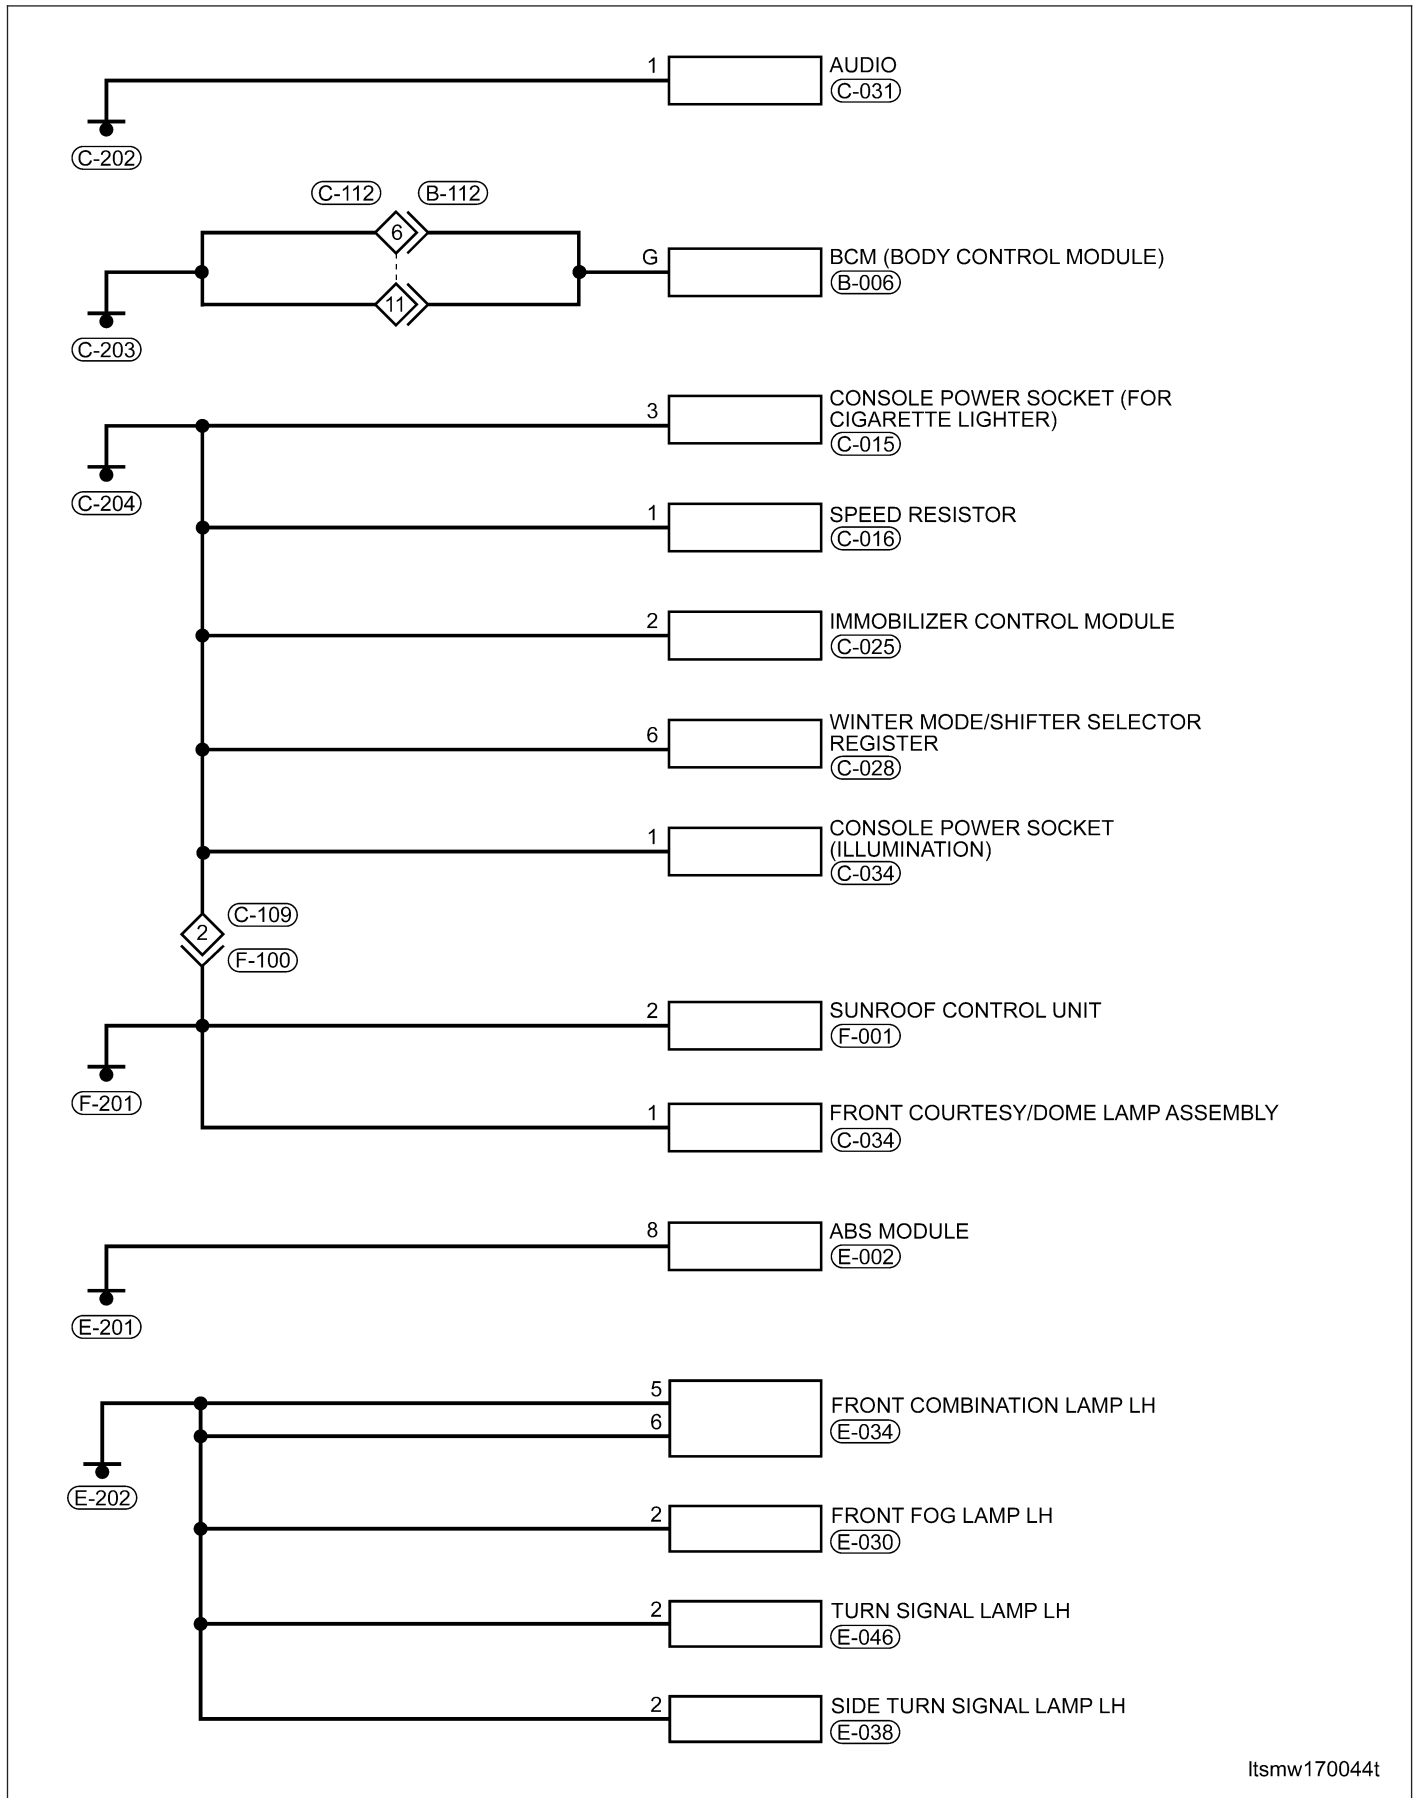 1
AUDIO
C-031
C-202
C-112
B-112
6
11
G
BCM (BODY CONTROL MODULE)
B-006
C-203
3
CONSOLE POWER SOCKET (FOR
CIGARETTE LIGHTER)
C-015
C-204
1
SPEED RESISTOR
C-016
2
IMMOBILIZER CONTROL MODULE
C-025
6
WINTER MODE/SHIFTER SELECTOR
REGISTER
C-028
1
CONSOLE POWER SOCKET
(ILLUMINATION)
C-034
C-109
2
F-100
2
SUNROOF CONTROL UNIT
F-001
F-201
1
FRONT COURTESY/DOME LAMP ASSEMBLY
C-034
8
ABS MODULE
E-002
E-201
5
6
FRONT COMBINATION LAMP LH
E-034
E-202
2
FRONT FOG LAMP LH
E-030
2
TURN SIGNAL LAMP LH
E-046
2
SIDE TURN SIGNAL LAMP LH
E-038
ltsmw170044t